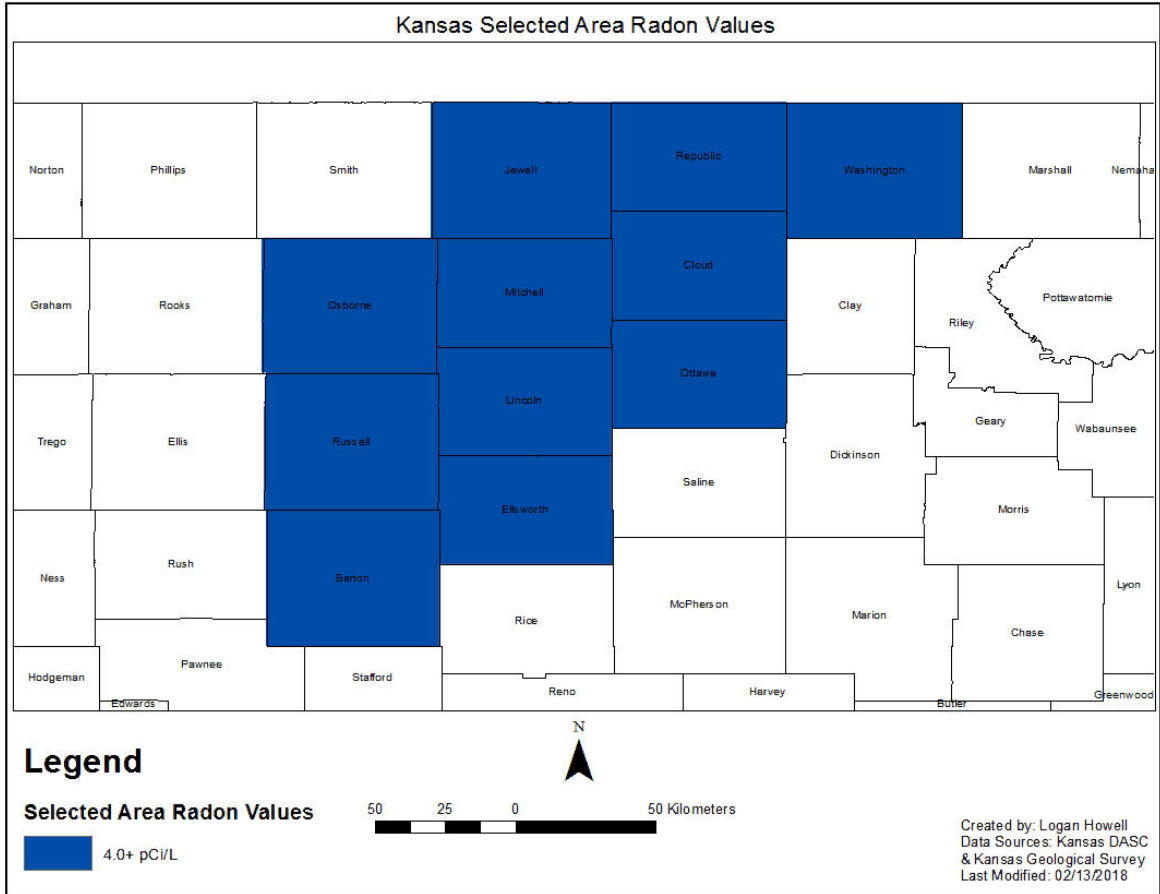 Kansas Selected Area Radon Values
Norton
Phillips
Smith
Jewell
Republic
Washington
Marshall
Nemaha
Graham
Rooks
Osborne
Mitchell
Cloud
Clay
Riley
Pottawatomie
Trego
Ellis
Russell
Lincoln
Ottawa
Dickinson
Geary
Wabaunsee
Ness
Rush
Barton
Ellsworth
Saline
Morris
Rice
McPherson
Marion
Chase
Lyon
Hodgeman
Pawnee
Edwards
Stafford
Reno
Harvey
Butler
Greenwood
N
Legend
Selected Area Radon Values
4.0+ pCi/L
50 25 0 50 Kilometers
Created by: Logan Howell
Data Sources: Kansas DASC
& Kansas Geological Survey
Last Modified: 02/13/2018